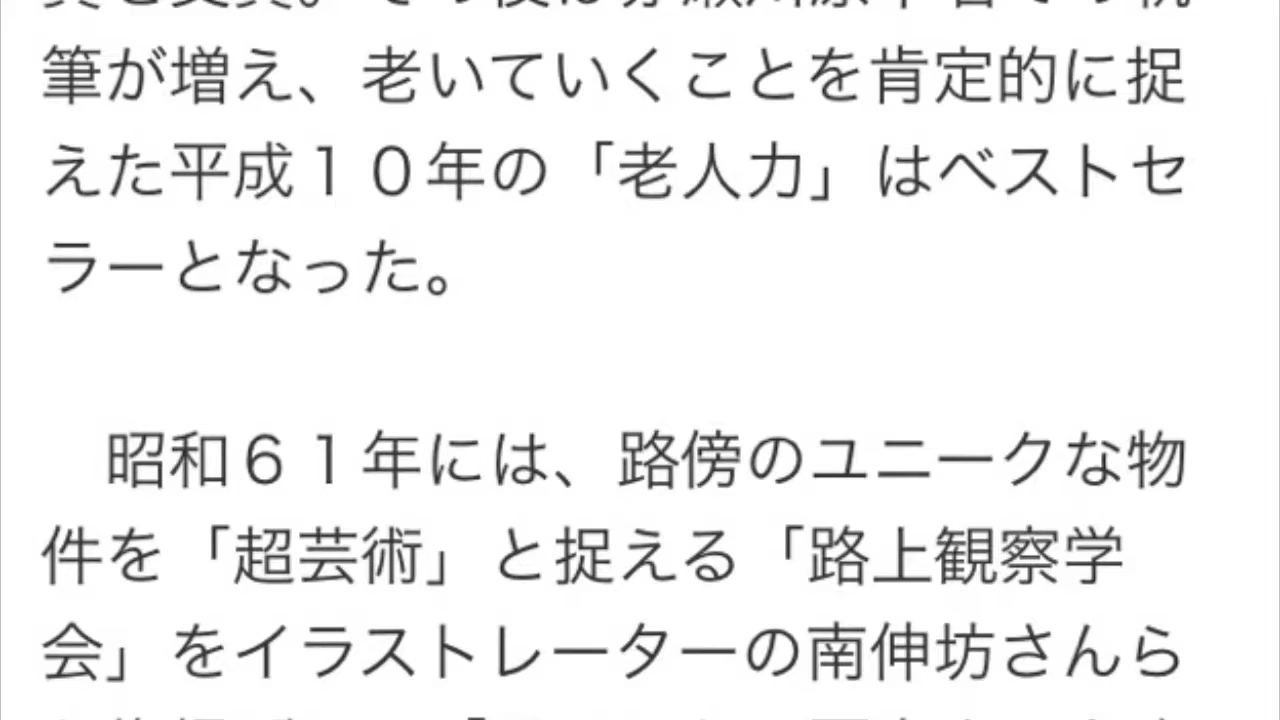 筆が増え、老いていくことを肯定的に捉
えた平成１０年の「老人力」はベストセ
ラーとなった。
　昭和６１年には、路傍のユニークな物
件を「超芸術」と捉える「路上観察学
会」をイラストレーターの南伸坊さんら